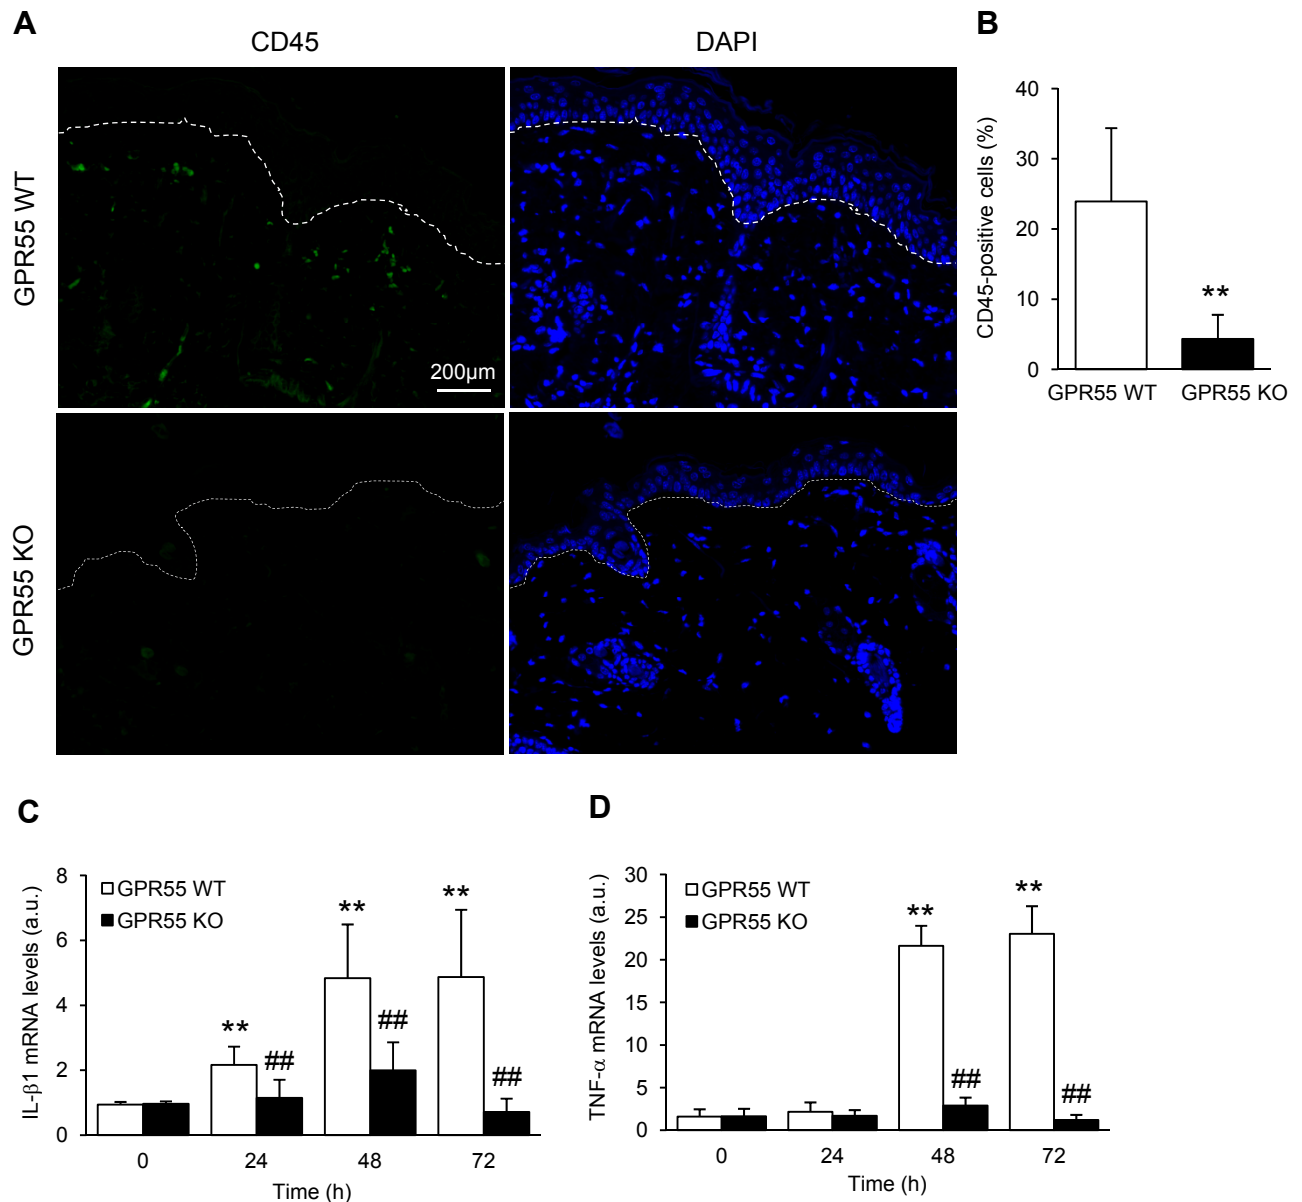 A
CD45
DAPI
GPR55 WT
200µm
GPR55 KO
B
CD45-positive cells (%)
40
30
20
10
0
**
GPR55 WT
GPR55 KO
C
IL-β1 mRNA levels (a.u.)
8
6
4
2
0
GPR55 WT
GPR55 KO
**
##
**
##
**
##
0
24
48
72
Time (h)
D
TNF-α mRNA levels (a.u.)
30
25
20
15
10
5
0
GPR55 WT
GPR55 KO
**
##
**
##
0
24
48
72
Time (h)